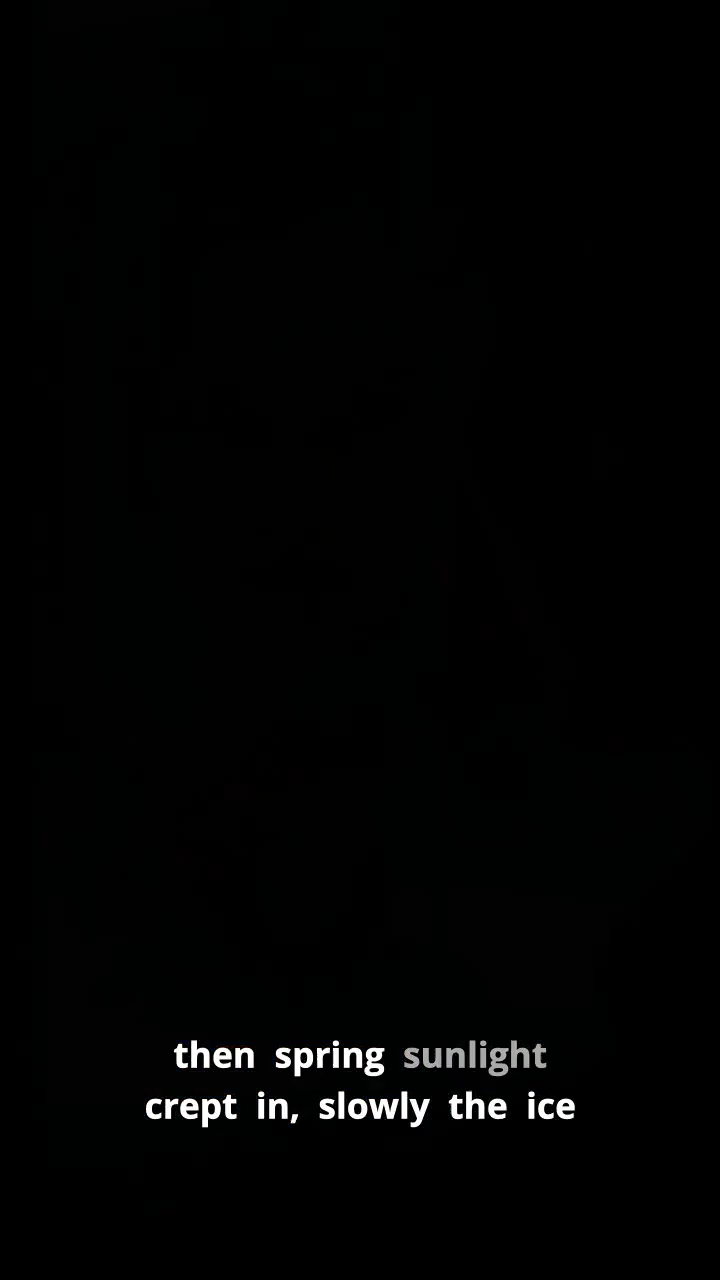 then spring sunlight
crept in, slowly the ice